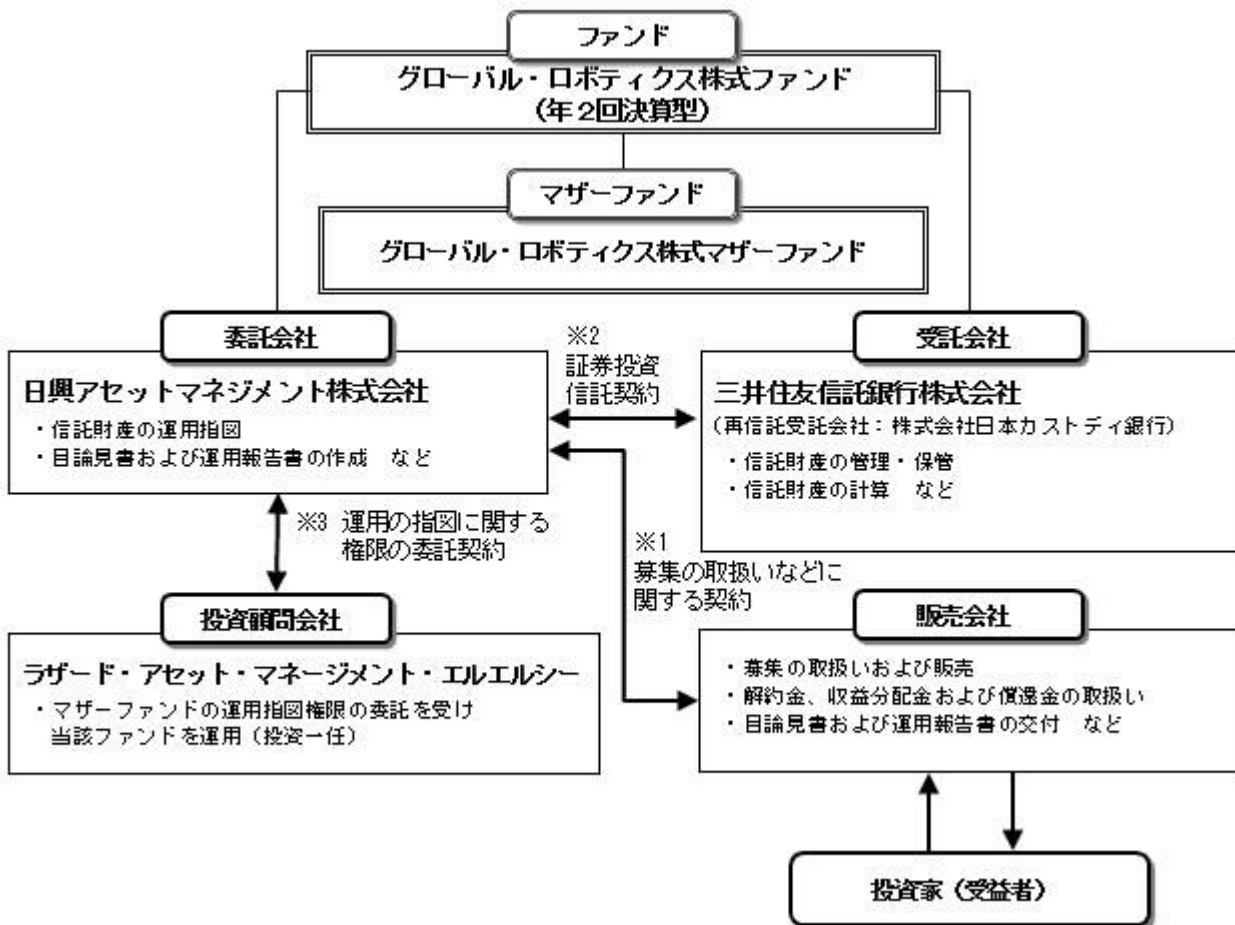 ファンド
グローバル・ロボティクス株式ファンド
（年２回決算型）
マザーファンド
グローバル・ロボティクス株式マザーファンド
委託会社
日興アセットマネジメント株式会社
・信託財産の運用指図
・目論見書および運用報告書の作成　など
※2
証券投資
信託契約
受託会社
三井住友信託銀行株式会社
（再信託受託会社：株式会社日本カストディ銀行）
・信託財産の管理・保管
・信託財産の計算　など
※3 運用の指図に関する
権限の委託契約
※1
募集の取扱いなどに
関する契約
投資顧問会社
ラザード・アセット・マネージメント・エルエルシー
・マザーファンドの運用指図権限の委託を受け
当該ファンドを運用（投資一任）
販売会社
・募集の取扱いおよび販売
・解約金、収益分配金および償還金の取扱い
・目論見書および運用報告書の交付　など
投資家（受益者）